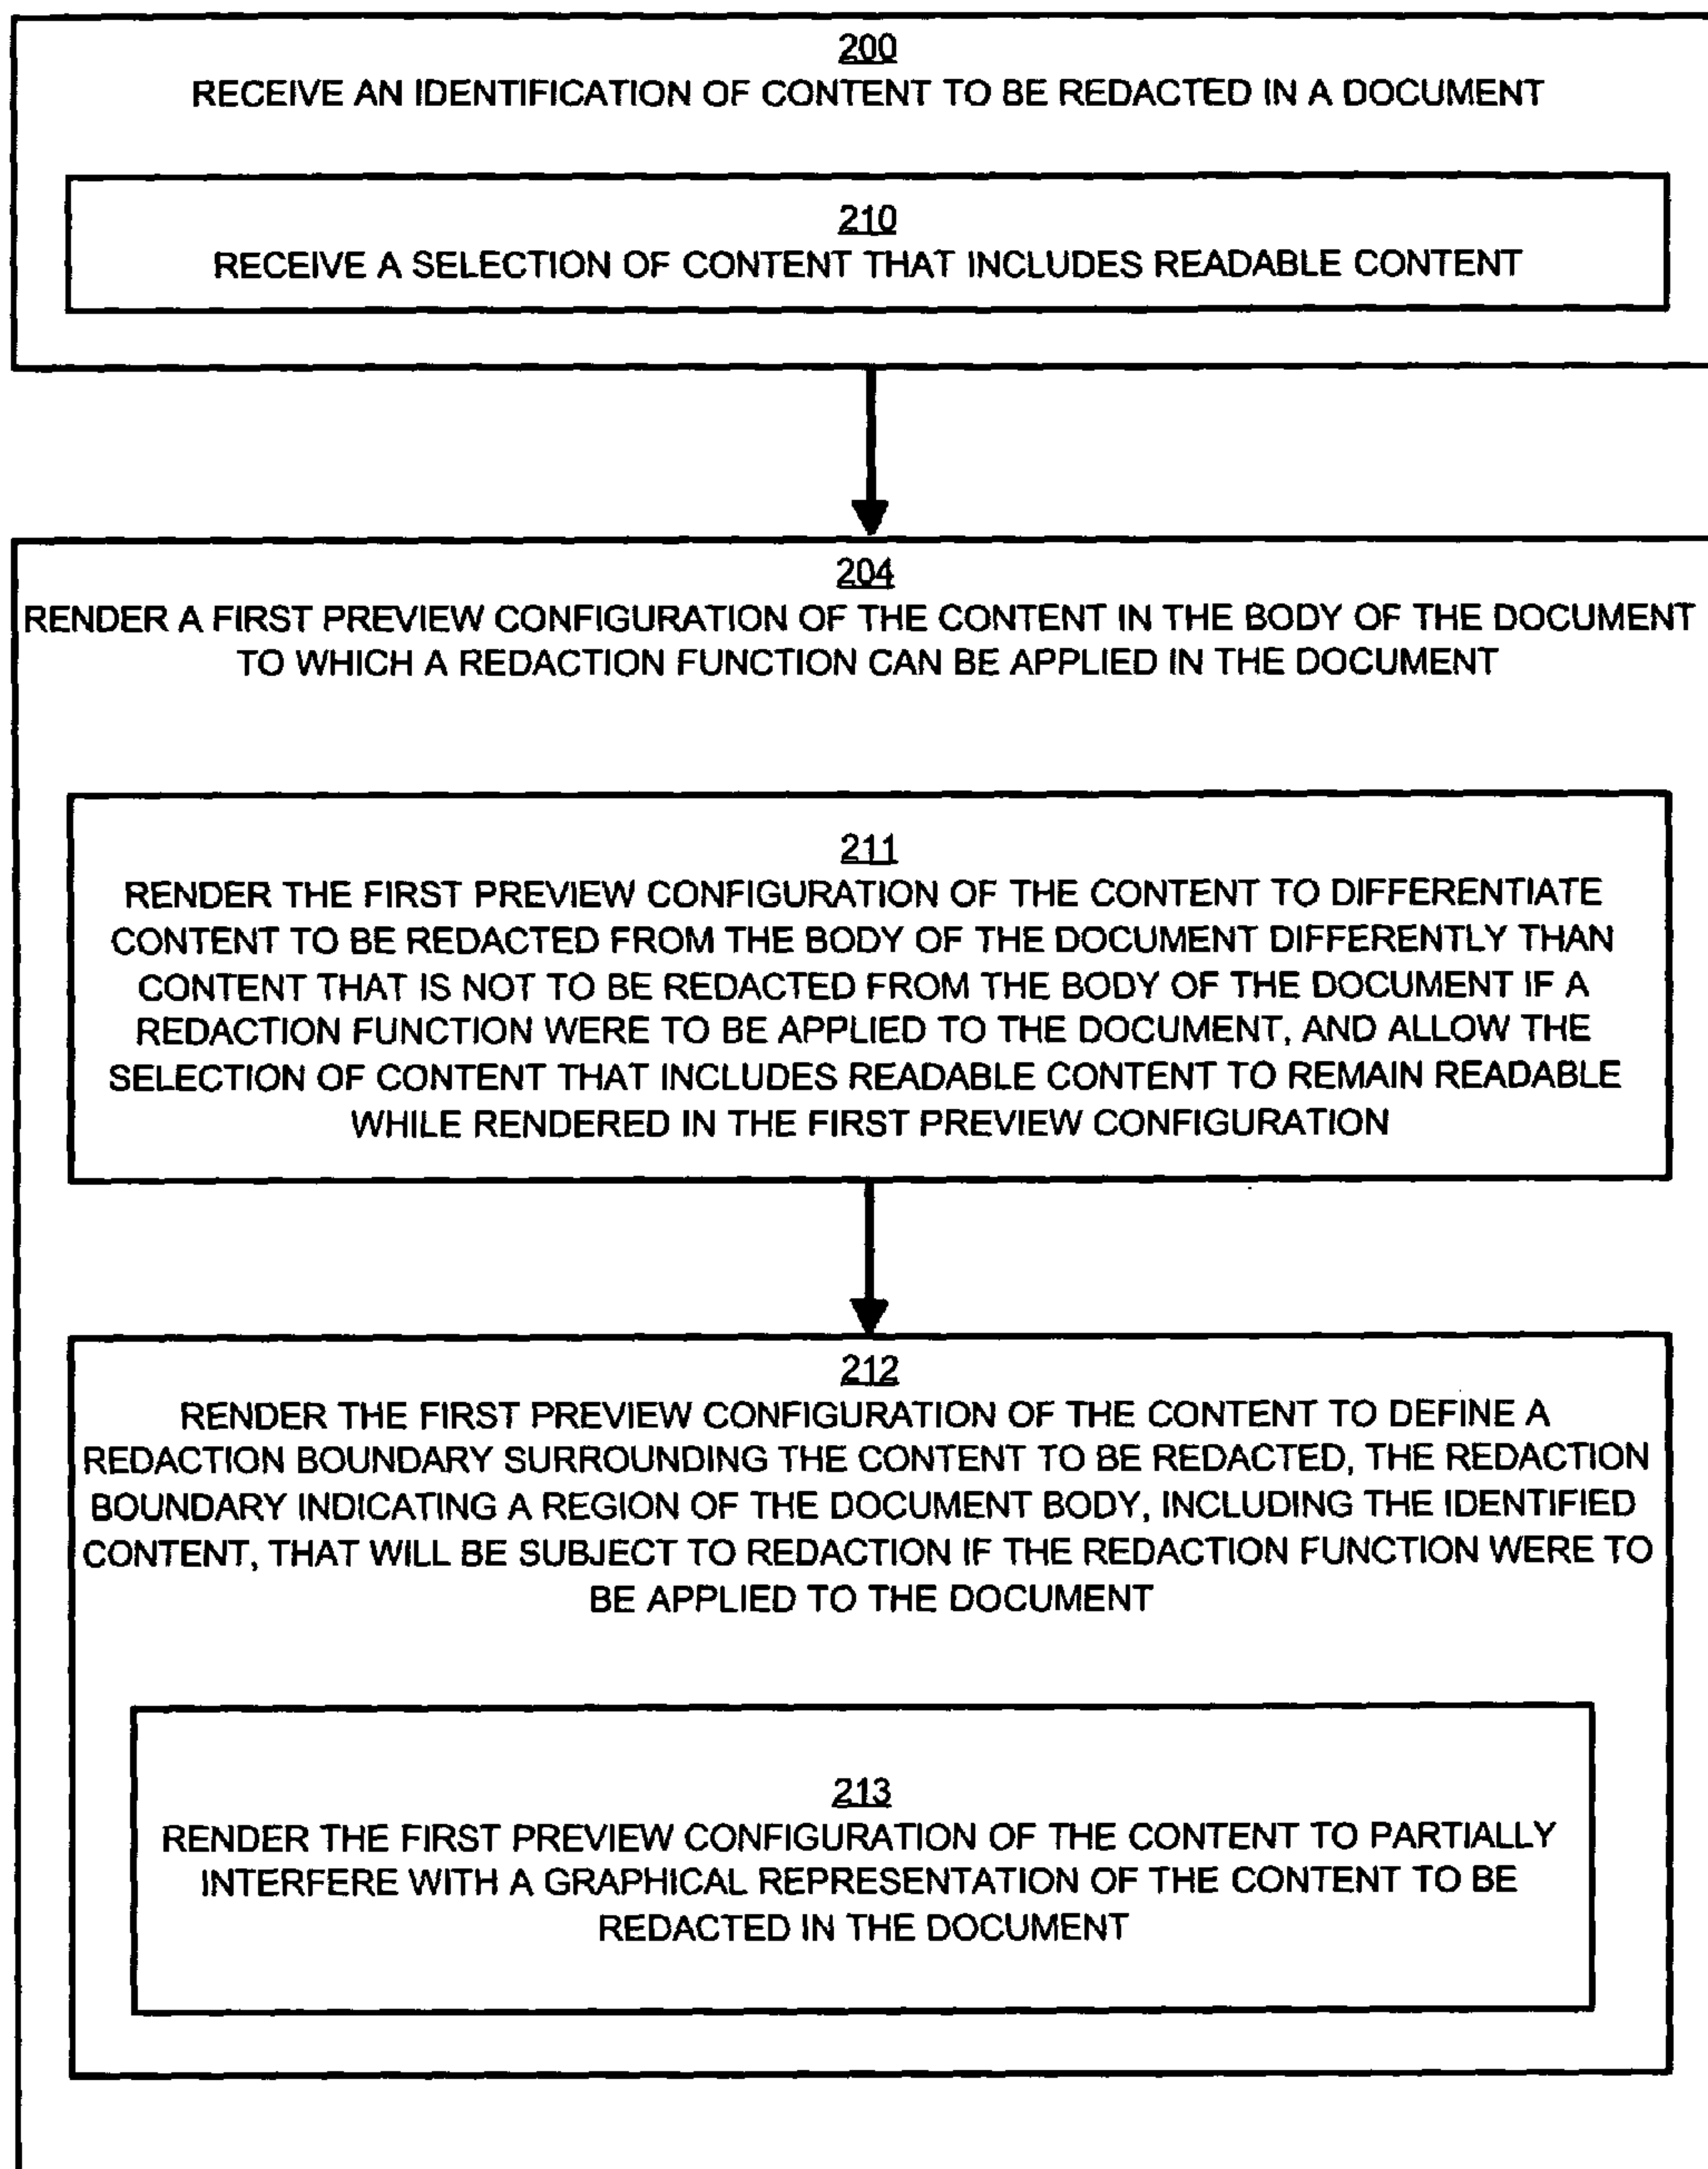 200
RECEIVE AN IDENTIFICATION OF CONTENT TO BE REDACTED IN A DOCUMENT
210
RECEIVE A SELECTION OF CONTENT THAT INCLUDES READABLE CONTENT
204
RENDER A FIRST PREVIEW CONFIGURATION OF THE CONTENT IN THE BODY OF THE DOCUMENT
TO WHICH A REDACTION FUNCTION CAN BE APPLIED IN THE DOCUMENT
211
RENDER THE FIRST PREVIEW CONFIGURATION OF THE CONTENT TO DIFFERENTIATE
CONTENT TO BE REDACTED FROM THE BODY OF THE DOCUMENT DIFFERENTLY THAN
CONTENT THAT IS NOT TO BE REDACTED FROM THE BODY OF THE DOCUMENT IF A
REDACTION FUNCTION WERE TO BE APPLIED TO THE DOCUMENT, AND ALLOW THE
SELECTION OF CONTENT THAT INCLUDES READABLE CONTENT TO REMAIN READABLE
WHILE RENDERED IN THE FIRST PREVIEW CONFIGURATION
212
RENDER THE FIRST PREVIEW CONFIGURATION OF THE CONTENT TO DEFINE A
REDACTION BOUNDARY SURROUNDING THE CONTENT TO BE REDACTED, THE REDACTION
BOUNDARY INDICATING A REGION OF THE DOCUMENT BODY, INCLUDING THE IDENTIFIED
CONTENT, THAT WILL BE SUBJECT TO REDACTION IF THE REDACTION FUNCTION WERE TO
BE APPLIED TO THE DOCUMENT
213
RENDER THE FIRST PREVIEW CONFIGURATION OF THE CONTENT TO PARTIALLY
INTERFERE WITH A GRAPHICAL REPRESENTATION OF THE CONTENT TO BE
REDACTED IN THE DOCUMENT